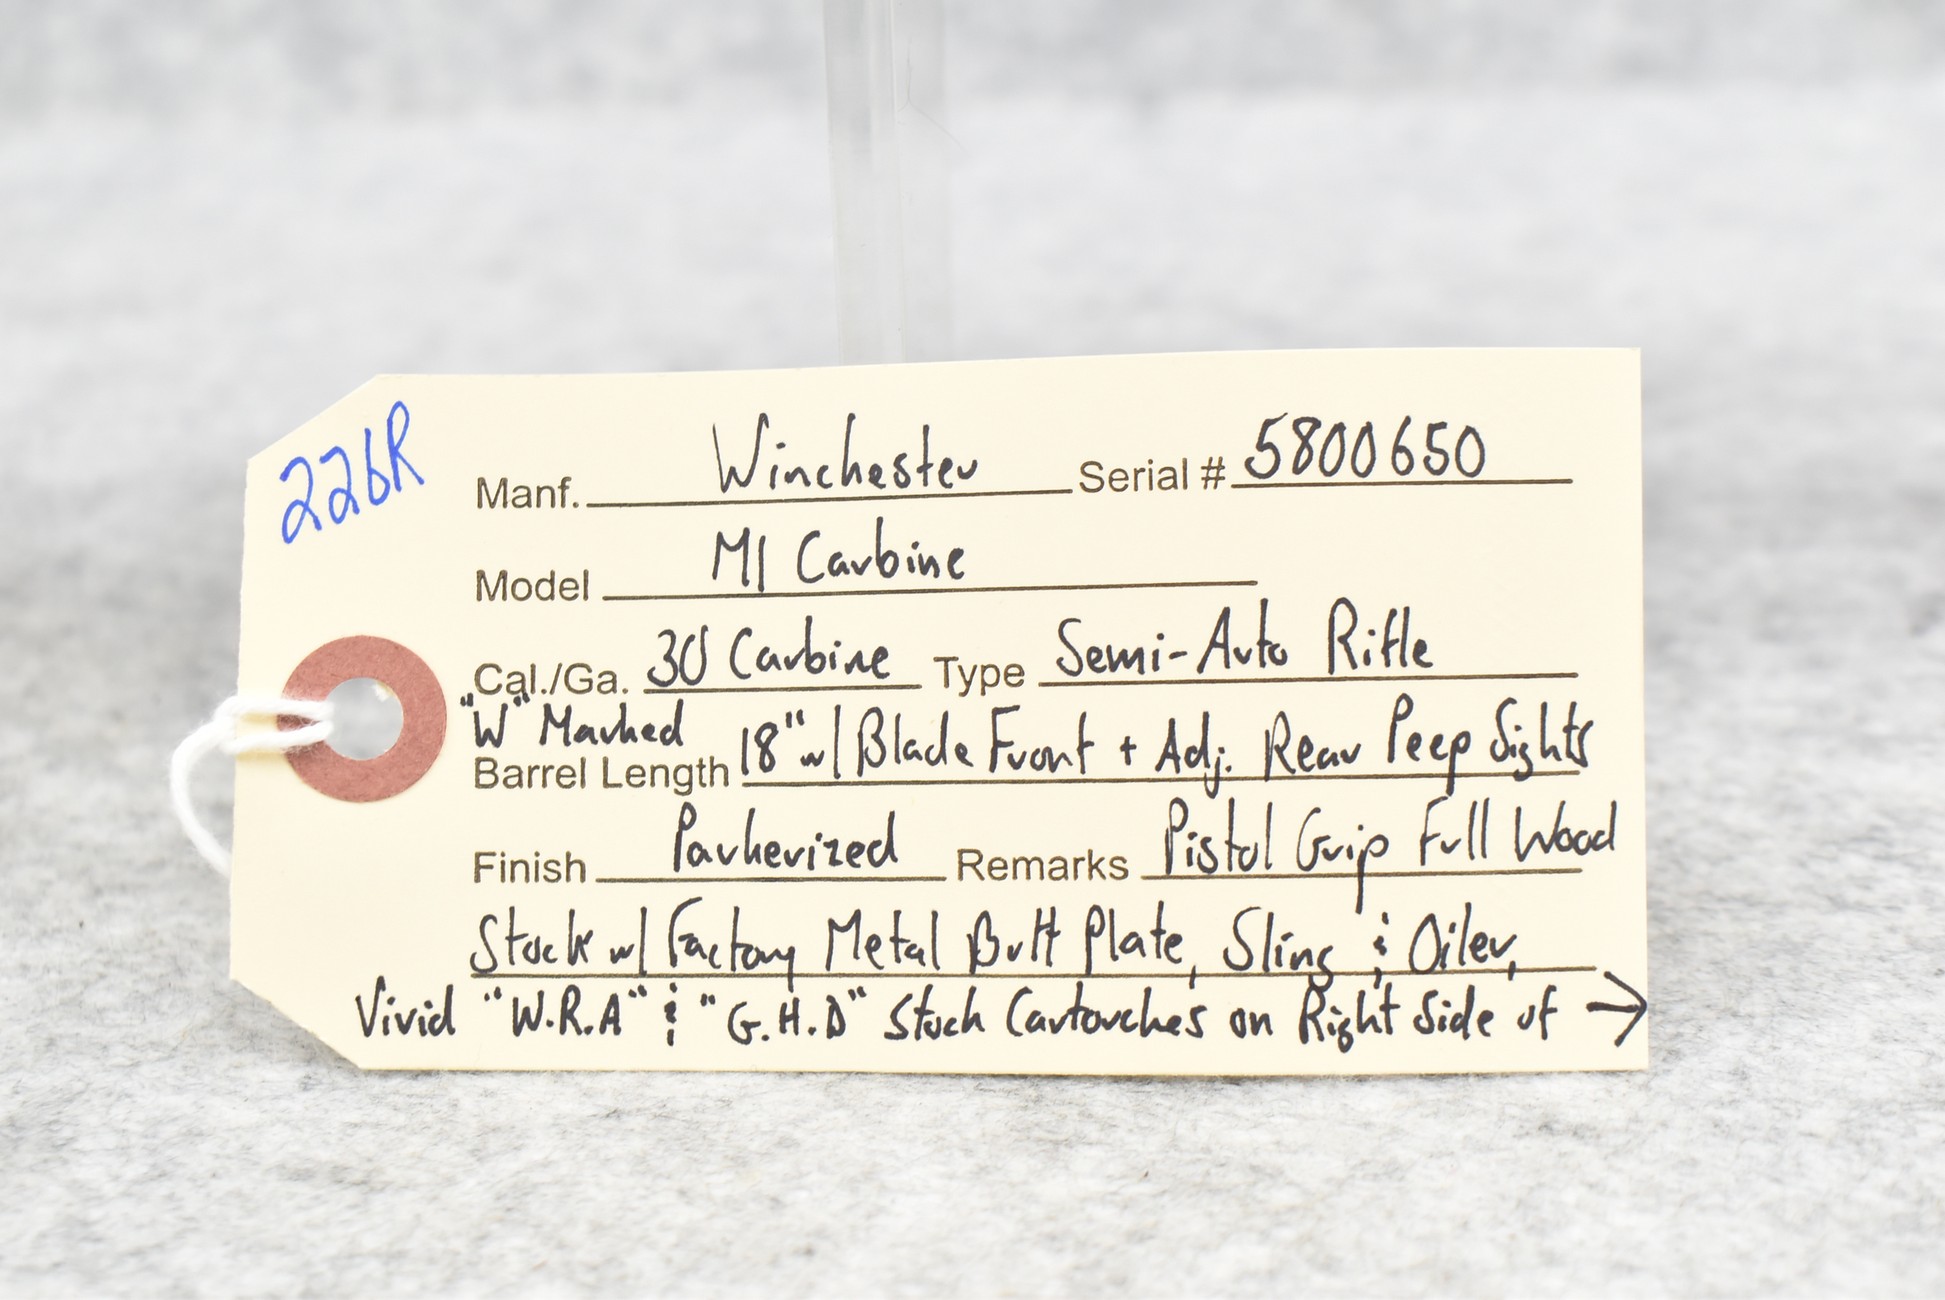 226R
Manf. Winchester Serial # 5800650
Model M1 Carbine
Cal./Ga. 30 Carbine Type Semi-Auto Rifle
"W" Marked
Barrel Length 18" w/ Blade Front + Adj. Rear Peep Sights
Finish Parkerized Remarks Pistol Grip Full Wood
Stock w/ Factory Metal Butt Plate, Sling & Oiler,
Vivid "W.R.A" & "G.H.D" Stock Cartouches on Right Side of →